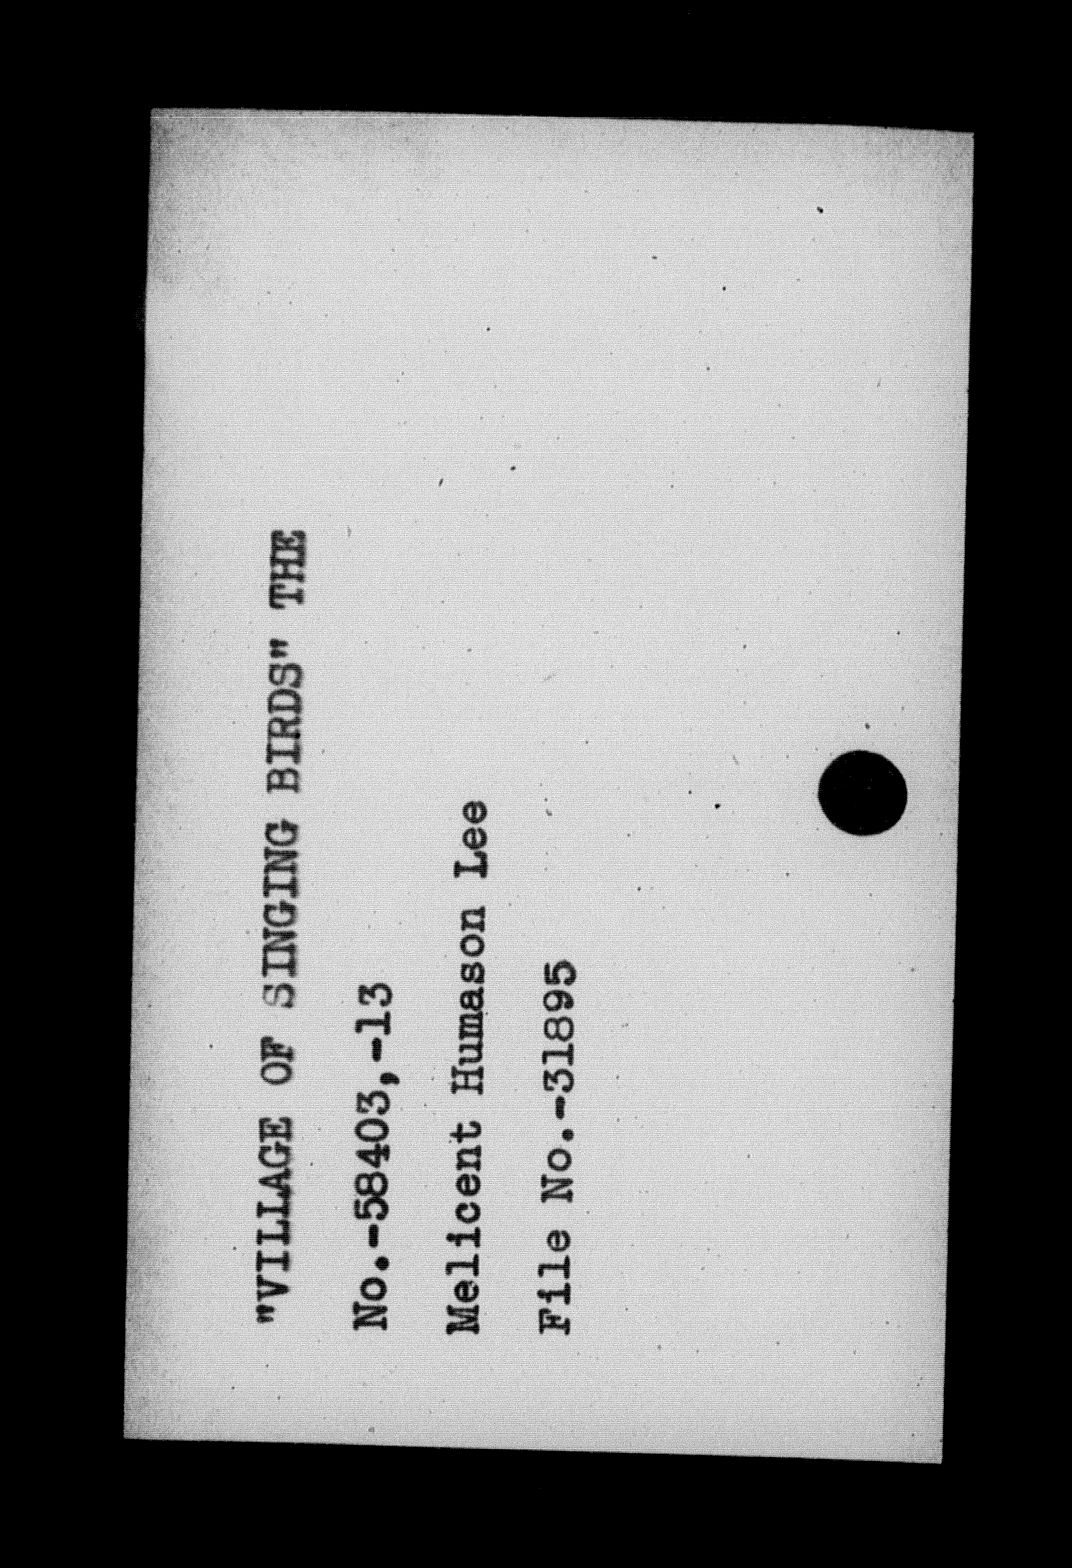 "VILLAGE OF SINGING BIRDS" THE
No.-58403,-13
Melicent Humason Lee
File No.-31895